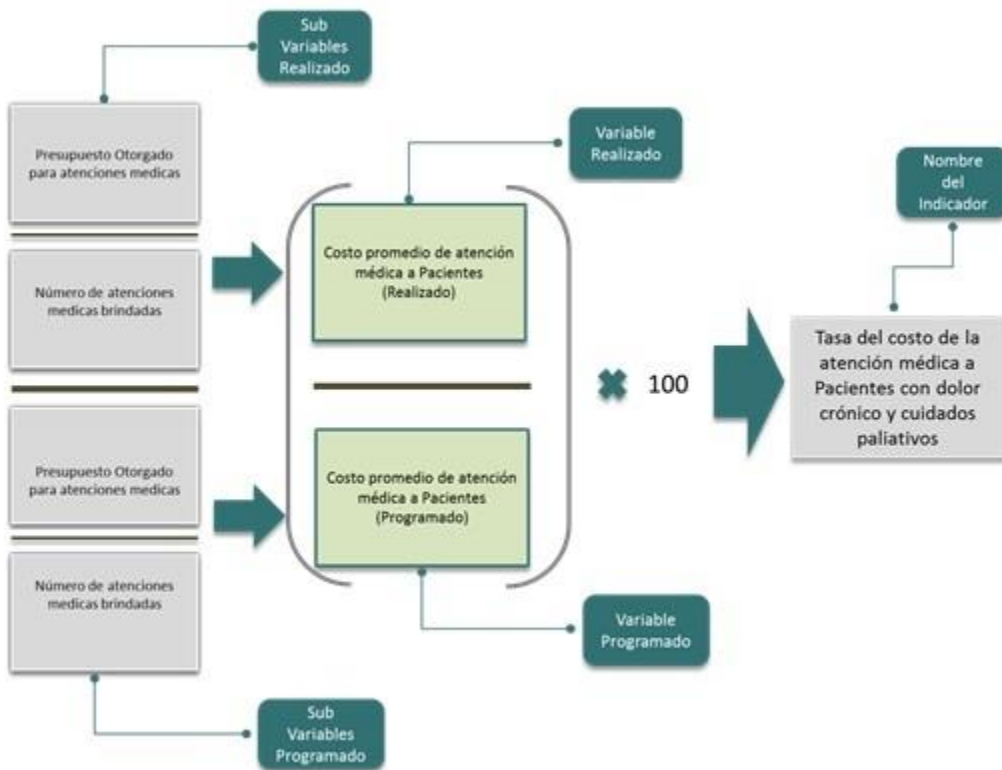 Sub
Variables
Realizado
Presupuesto Otorgado
para atenciones medicas
Número de atenciones
medicas brindadas
Presupuesto Otorgado
para atenciones medicas
Número de atenciones
medicas brindadas
Sub
Variables
Programado
Variable
Realizado
Costo promedio de atención
médica a Pacientes
(Realizado)
Costo promedio de atención
médica a Pacientes
(Programado)
Variable
Programado
100
Nombre
del
Indicador
Tasa del costo de la
atención médica a
Pacientes con dolor
crónico y cuidados
paliativos